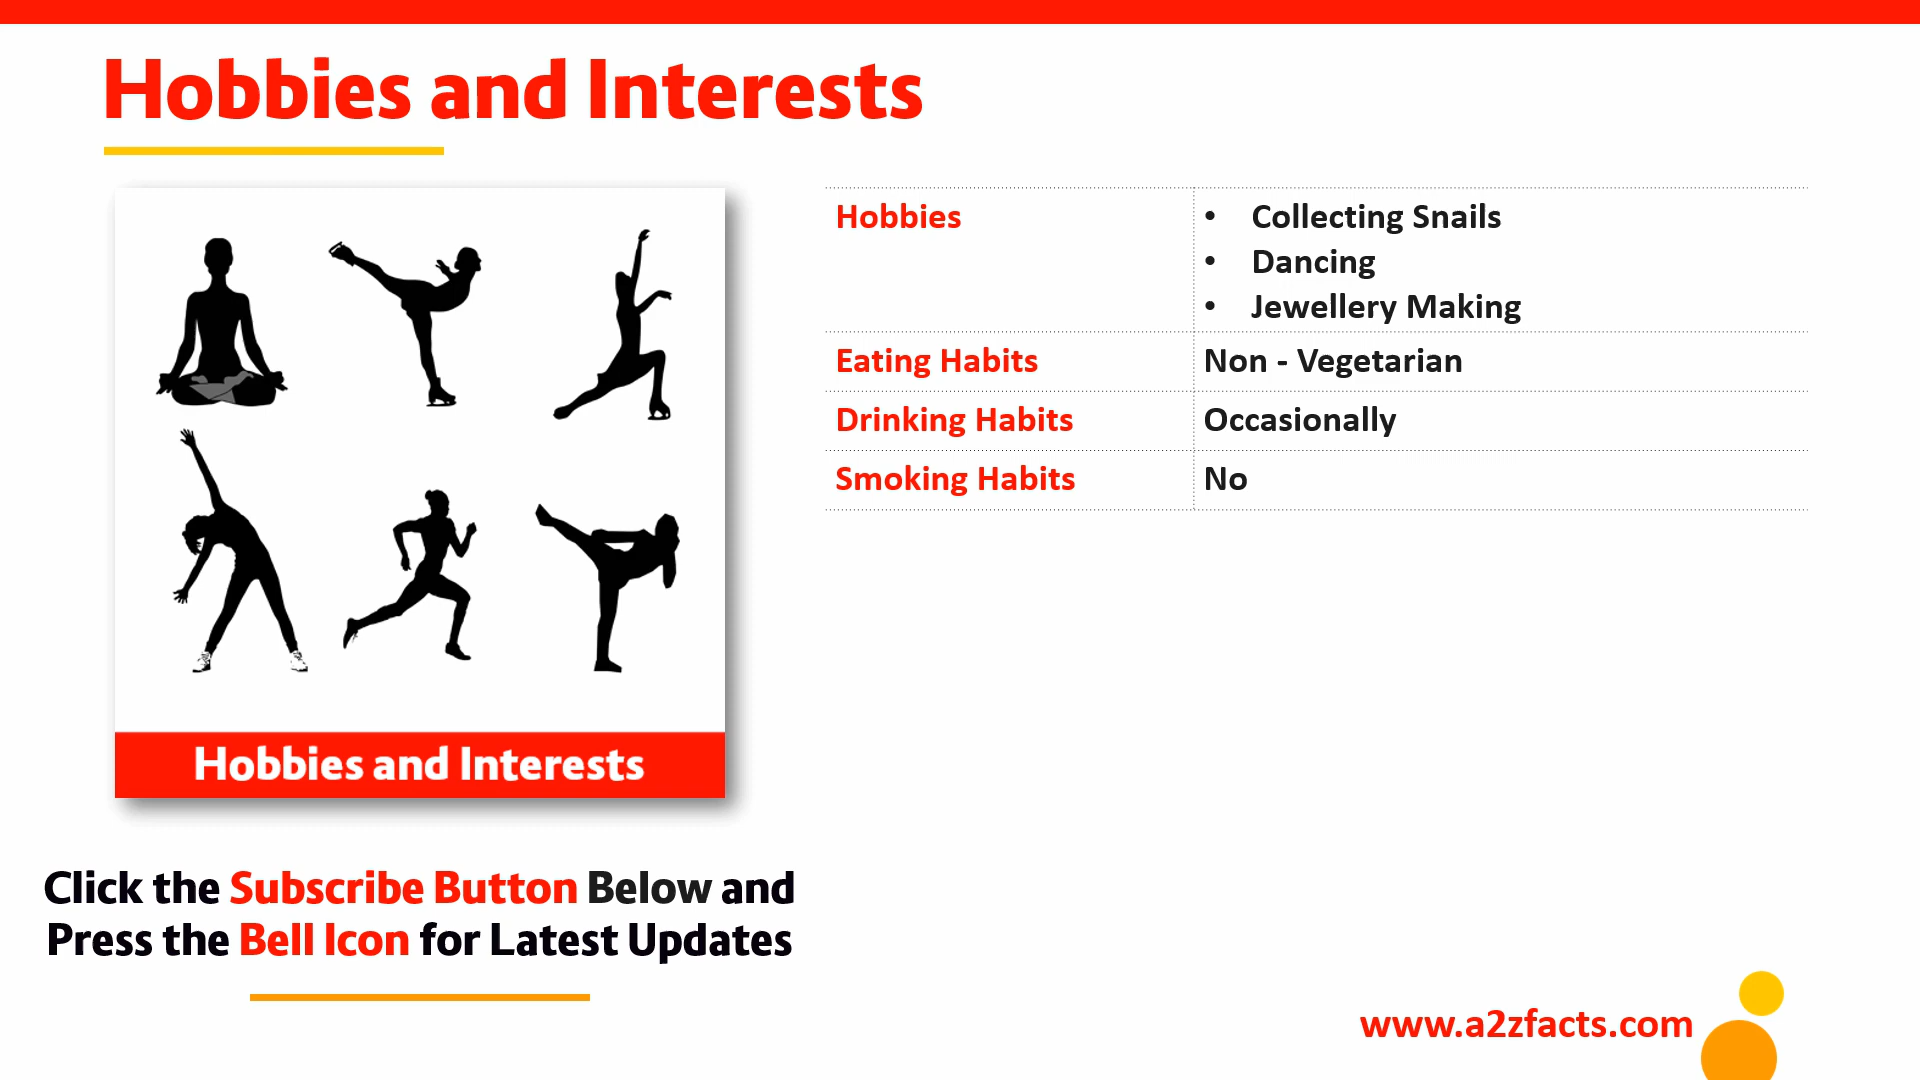 Hobbies and Interests
Hobbies
• Collecting Snails
• Dancing
• Jewellery Making
Eating Habits
Non - Vegetarian
Drinking Habits
Occasionally
Smoking Habits
No
Hobbies and Interests
Click the Subscribe Button Below and
Press the Bell Icon for Latest Updates
www.a2zfacts.com